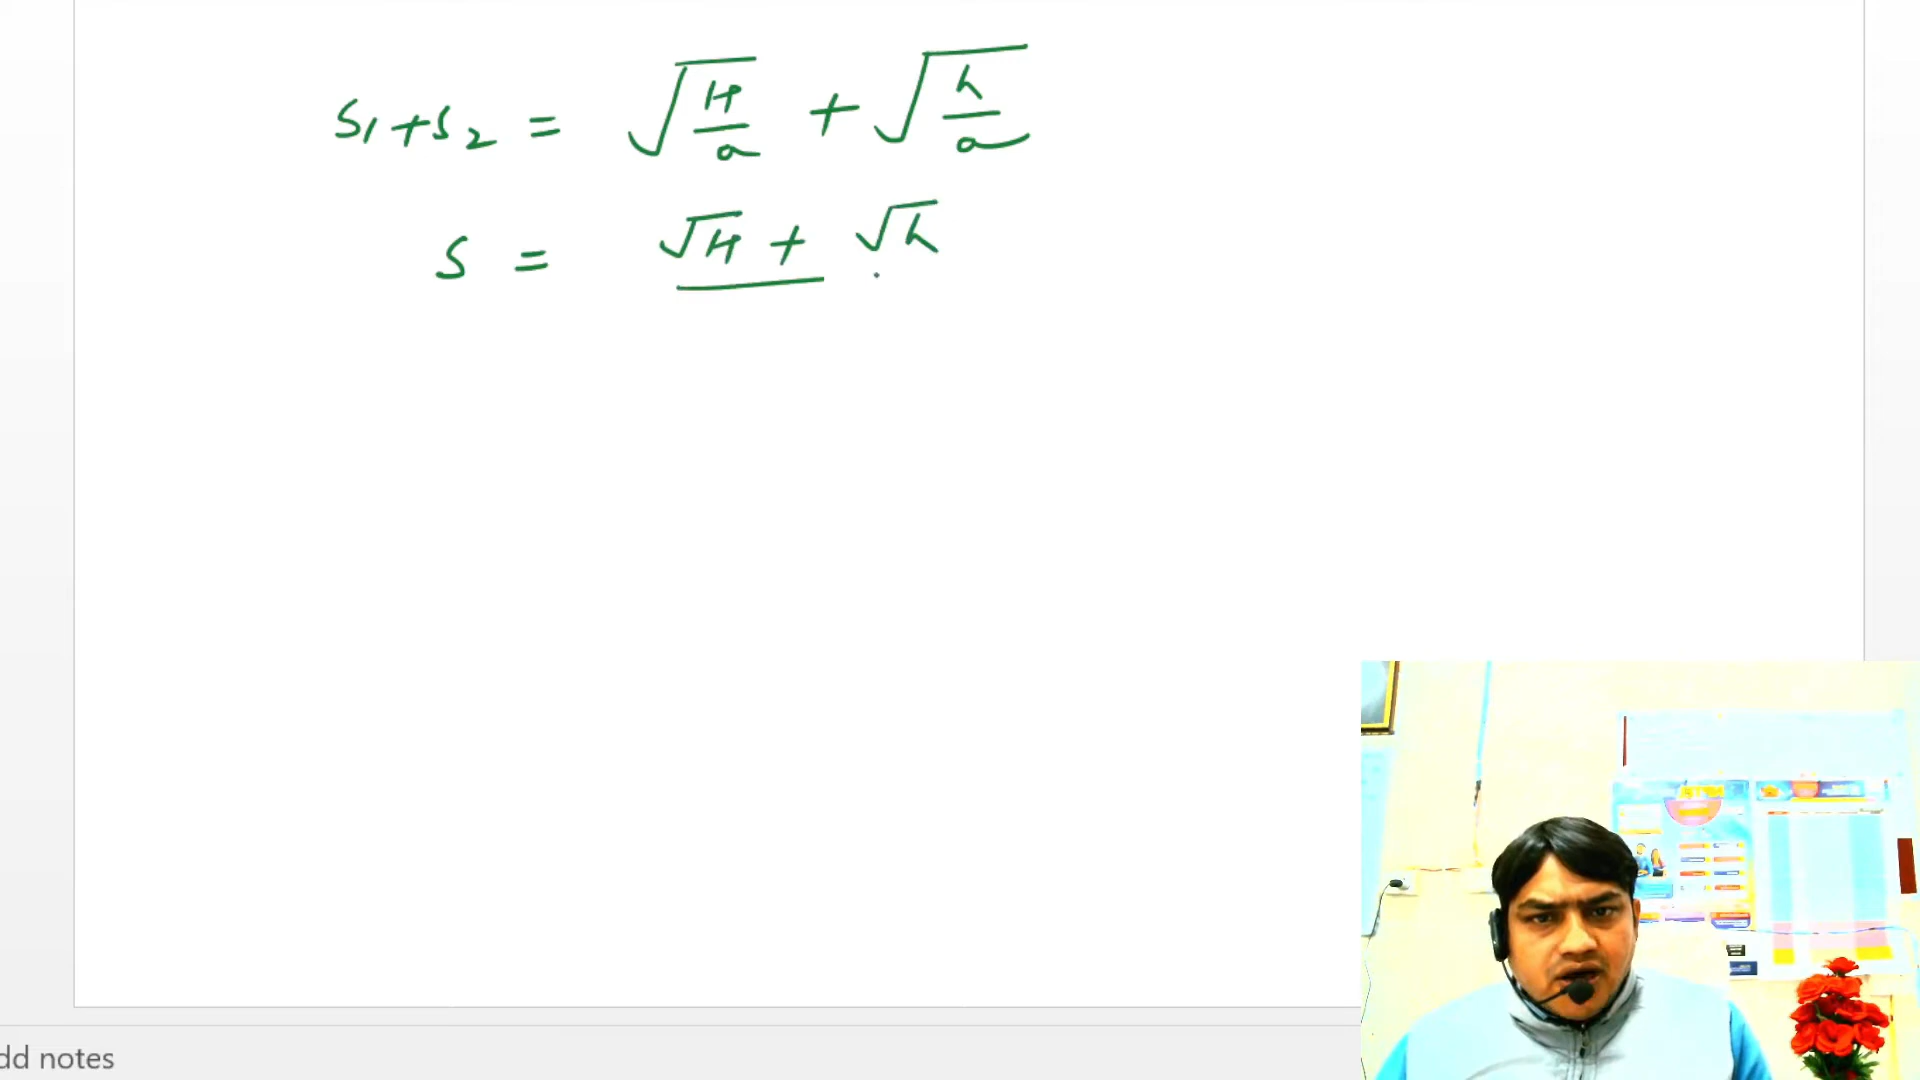 S₁+S₂ = √(H/a) + √(h/a)
S = √H + √h
dd notes